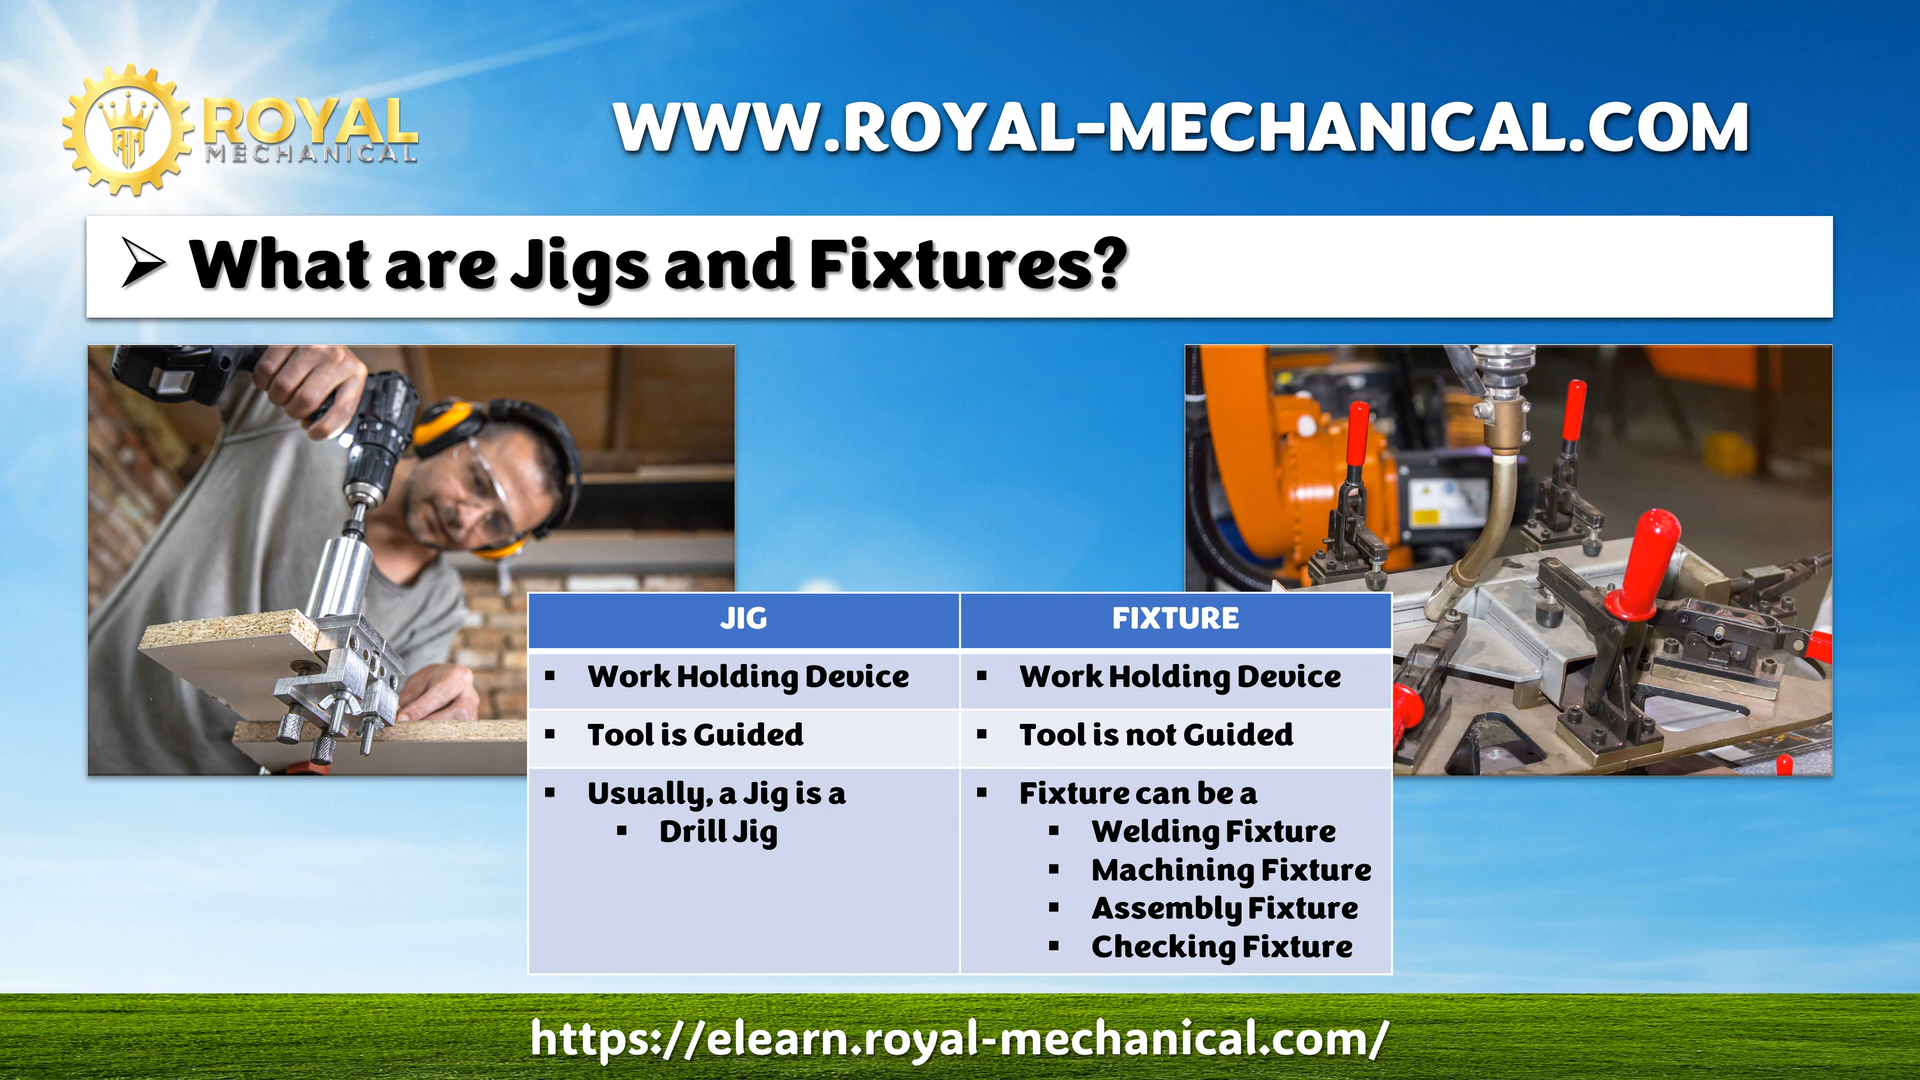 ROYAL
MECHANICAL
WWW.ROYAL-MECHANICAL.COM
➢ What are Jigs and Fixtures?
JIG
FIXTURE
▪ Work Holding Device
▪ Work Holding Device
▪ Tool is Guided
▪ Tool is not Guided
▪ Usually, a Jig is a
▪ Drill Jig
▪ Fixture can be a
▪ Welding Fixture
▪ Machining Fixture
▪ Assembly Fixture
▪ Checking Fixture
https://elearn.royal-mechanical.com/